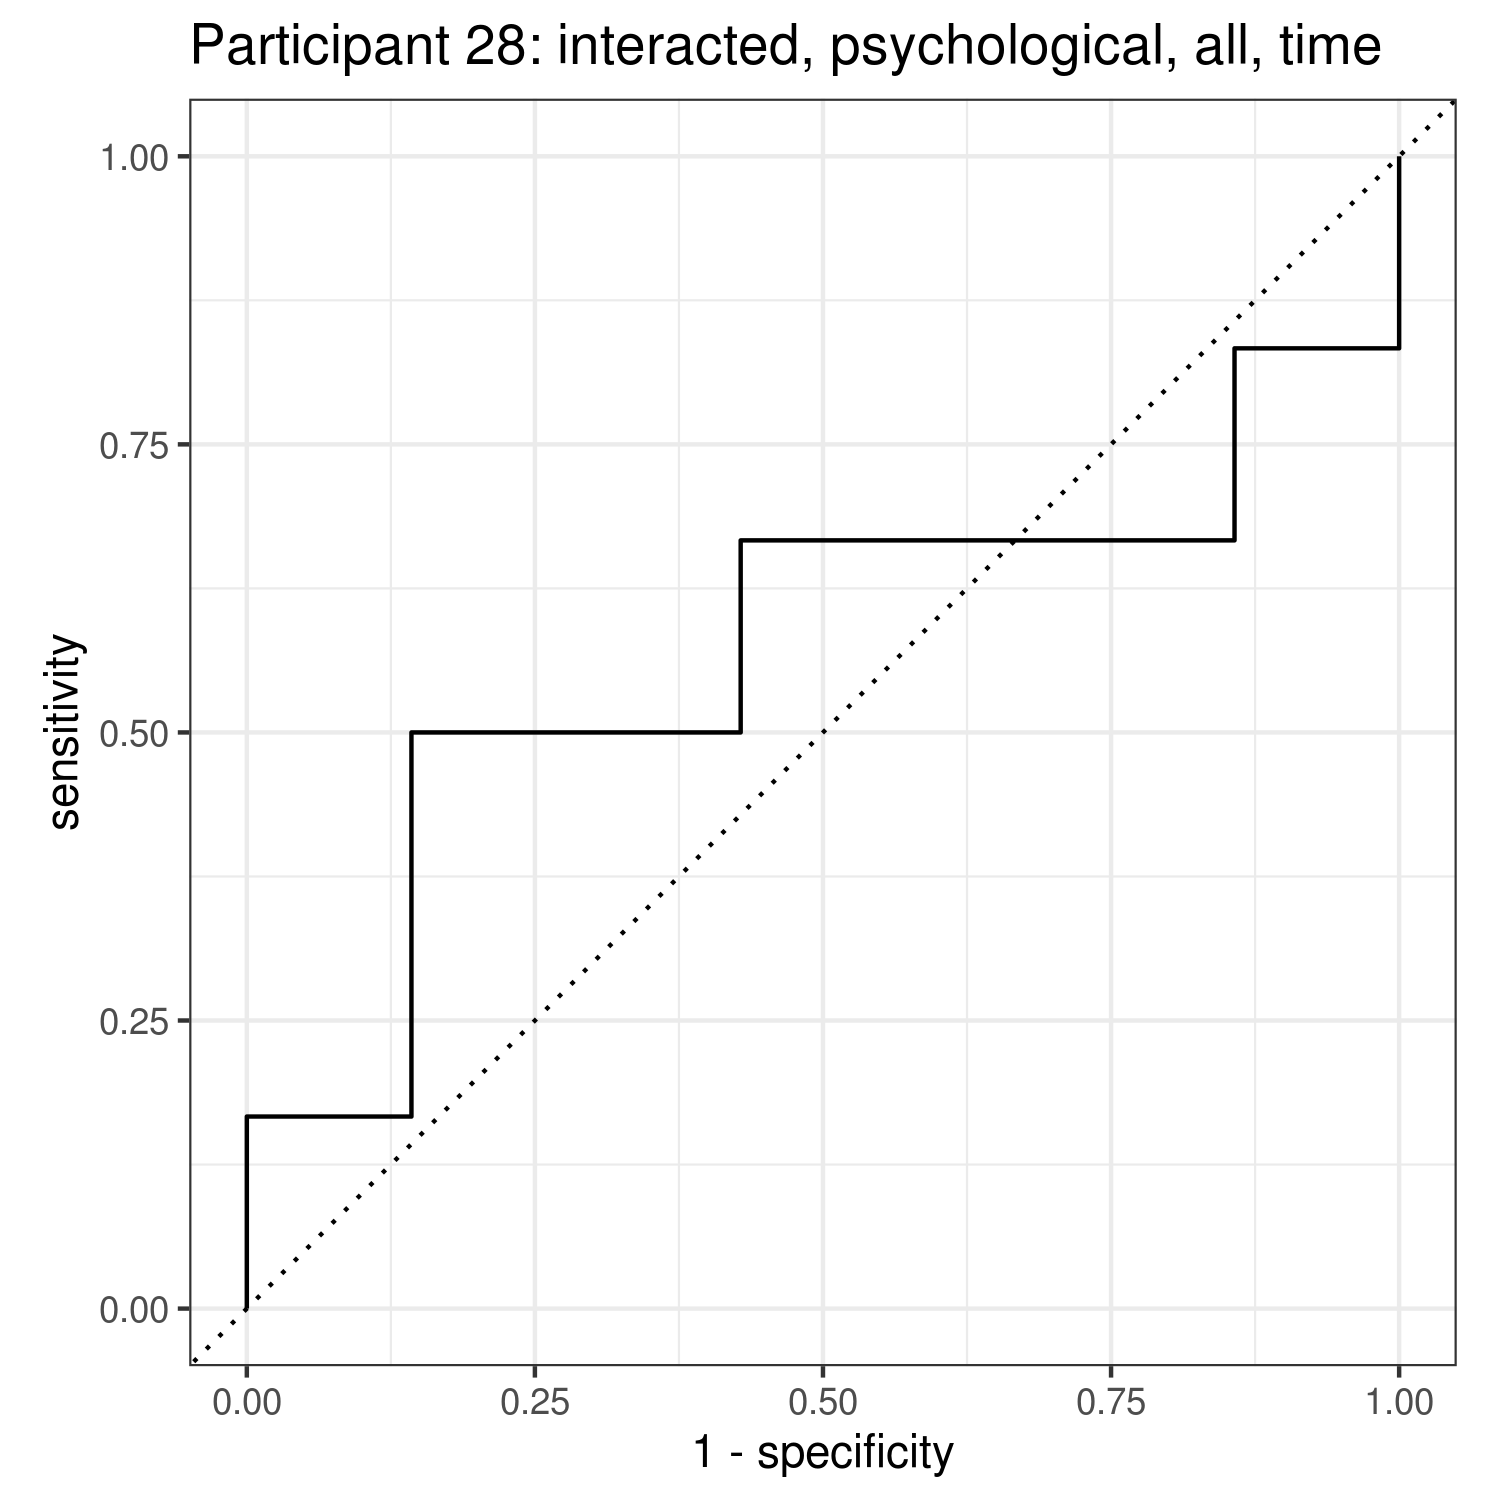 Participant 28: interacted, psychological, all, time
1.00
0.75
0.50
0.25
0.00
sensitivity
0.00 0.25 0.50 0.75 1.00
1 - specificity